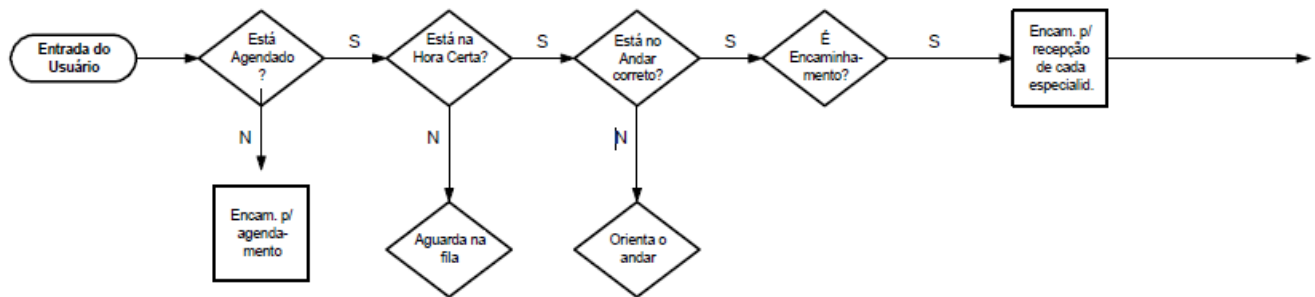 Entrada do
Usuário
Está
Agendado
?
S
Está na
Hora Certa?
S
Está no
Andar
correto?
S
É
Encaminha-
mento?
S
Encam. p/
recepção
de cada
especialid.
N
N
N
Encam. p/
agenda-
mento
Aguarda na
fila
Orienta o
andar